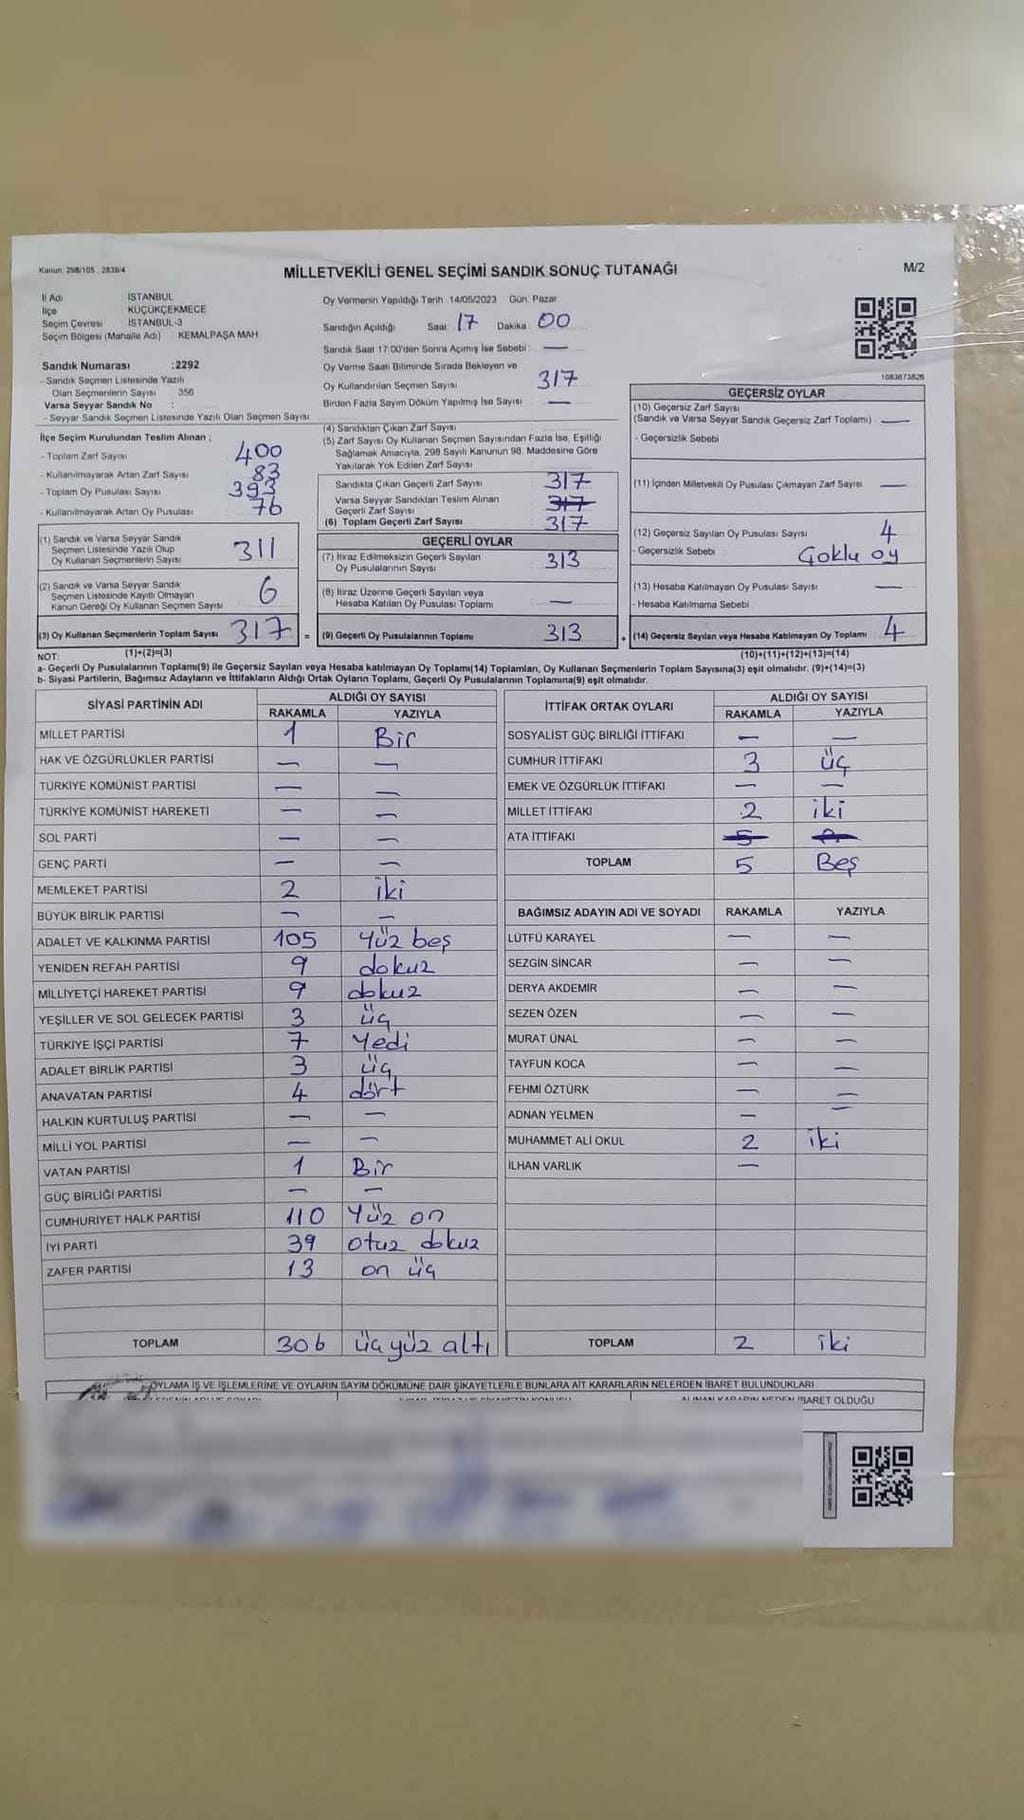 Kanun: 298/105, 2839/4
MİLLETVEKİLİ GENEL SEÇİMİ SANDIK SONUÇ TUTANAĞI
M/2
İl Adı İSTANBUL
İlçe KÜÇÜKÇEKMECE
Seçim Çevresi İSTANBUL-3
Seçim Bölgesi (Mahalle Adı) KEMALPAŞA MAH
Oy Vermenin Yapıldığı Tarih 14/05/2023 Gün: Pazar
Sandığın Açıldığı Saat 17 Dakika 00
Sandık Saat 17:00'den Sonra Açımış İse Sebebi : —
Oy Verme Saati Bitiminde Sırada Bekleyen ve
Oy Kullandırılan Seçmen Sayısı 317
Birden Fazla Sayım Döküm Yapılmış İse Sayısı —
1083673826
Sandık Numarası :2292
- Sandık Seçmen Listesinde Yazılı
Olan Seçmenlerin Sayısı 356
Varsa Seyyar Sandık No :
- Seyyar Sandık Seçmen Listesinde Yazılı Olan Seçmen Sayısı
İlçe Seçim Kurulundan Teslim Alınan ;
- Toplam Zarf Sayısı 400
- Kullanılmayarak Artan Zarf Sayısı 83
- Toplam Oy Pusulası Sayısı 393
- Kullanılmayarak Artan Oy Pusulası 76
(1) Sandık ve Varsa Seyyar Sandık
Seçmen Listesinde Yazılı Olup
Oy Kullanan Seçmenlerin Sayısı 311
(2) Sandık ve Varsa Seyyar Sandık
Seçmen Listesinde Kayıtlı Olmayan
Kanun Gereği Oy Kullanan Seçmen Sayısı 6
(3) Oy Kullanan Seçmenlerin Toplam Sayısı 317 =
(1)+(2)=(3)
(4) Sandıktan Çıkan Zarf Sayısı
(5) Zarf Sayısı Oy Kullanan Seçmen Sayısından Fazla İse, Eşitliği
Sağlamak Amacıyla, 298 Sayılı Kanunun 98. Maddesine Göre
Yakılarak Yok Edilen Zarf Sayısı
Sandıkta Çıkan Geçerli Zarf Sayısı 317
Varsa Seyyar Sandıktan Teslim Alınan
Geçerli Zarf Sayısı 317
(6) Toplam Geçerli Zarf Sayısı 317
GEÇERLİ OYLAR
(7) İtiraz Edilmeksizin Geçerli Sayılan
Oy Pusulalarının Sayısı 313
(8) İtiraz Üzerine Geçerli Sayılan veya
Hesaba Katılan Oy Pusulası Toplamı —
(9) Geçerli Oy Pusulalarının Toplamı 313
GEÇERSİZ OYLAR
(10) Geçersiz Zarf Sayısı
(Sandık ve Varsa Seyyar Sandık Geçersiz Zarf Toplamı) —
- Geçersizlik Sebebi
(11) İçinden Milletvekili Oy Pusulası Çıkmayan Zarf Sayısı —
(12) Geçersiz Sayılan Oy Pusulası Sayısı 4
- Geçersizlik Sebebi Çoklu oy
(13) Hesaba Katılmayan Oy Pusulası Sayısı —
- Hesaba Katılmama Sebebi
(14) Geçersiz Sayılan veya Hesaba Katılmayan Oy Toplamı 4
(10)+(11)+(12)+(13)=(14)
NOT:
a- Geçerli Oy Pusulalarının Toplamı(9) ile Geçersiz Sayılan veya Hesaba katılmayan Oy Toplamı(14) Toplamları, Oy Kullanan Seçmenlerin Toplam Sayısına(3) eşit olmalıdır. (9)+(14)=(3)
b- Siyasi Partilerin, Bağımsız Adayların ve İttifakların Aldığı Ortak Oyların Toplamı, Geçerli Oy Pusulalarının Toplamına(9) eşit olmalıdır.
SİYASİ PARTİNİN ADI ALDIĞI OY SAYISI
RAKAMLA YAZIYLA
MİLLET PARTİSİ 1 Bir
HAK VE ÖZGÜRLÜKLER PARTİSİ — —
TÜRKİYE KOMÜNİST PARTİSİ — —
TÜRKİYE KOMÜNİST HAREKETİ — —
SOL PARTİ — —
GENÇ PARTİ — —
MEMLEKET PARTİSİ 2 iki
BÜYÜK BİRLİK PARTİSİ — —
ADALET VE KALKINMA PARTİSİ 105 Yüz beş
YENİDEN REFAH PARTİSİ 9 dokuz
MİLLİYETÇİ HAREKET PARTİSİ 9 dokuz
YEŞİLLER VE SOL GELECEK PARTİSİ 3 üç
TÜRKİYE İŞÇİ PARTİSİ 7 Yedi
ADALET BİRLİK PARTİSİ 3 üç
ANAVATAN PARTİSİ 4 dört
HALKIN KURTULUŞ PARTİSİ — —
MİLLİ YOL PARTİSİ — —
VATAN PARTİSİ 1 Bir
GÜÇ BİRLİĞİ PARTİSİ — —
CUMHURİYET HALK PARTİSİ 110 Yüz on
İYİ PARTİ 39 otuz dokuz
ZAFER PARTİSİ 13 on üç
TOPLAM 306 üç yüz altı
İTTİFAK ORTAK OYLARI ALDIĞI OY SAYISI
RAKAMLA YAZIYLA
SOSYALİST GÜÇ BİRLİĞİ İTTİFAKI — —
CUMHUR İTTİFAKI 3 üç
EMEK VE ÖZGÜRLÜK İTTİFAKI — —
MİLLET İTTİFAKI 2 iki
ATA İTTİFAKI 5
TOPLAM 5 Beş
BAĞIMSIZ ADAYIN ADI VE SOYADI RAKAMLA YAZIYLA
LÜTFÜ KARAYEL — —
SEZGİN SİNCAR — —
DERYA AKDEMİR — —
SEZEN ÖZEN — —
MURAT ÜNAL — —
TAYFUN KOCA — —
FEHMİ ÖZTÜRK — —
ADNAN YELMEN — —
MUHAMMET ALİ OKUL 2 iki
İLHAN VARLIK —
TOPLAM 2 iki
OYLAMA İŞ VE İŞLEMLERİNE VE OYLARIN SAYIM DÖKÜMÜNE DAİR ŞİKAYETLERLE BUNLARA AİT KARARLARIN NELERDEN İBARET BULUNDUKLARI
ALINAN KARARIN NEDEN İBARET OLDUĞU